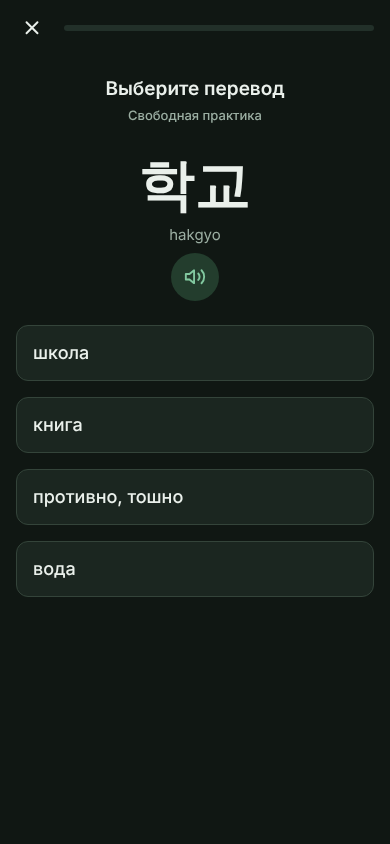 Выберите перевод
Свободная практика
학교
hakgyo
школа
книга
противно, тошно
вода